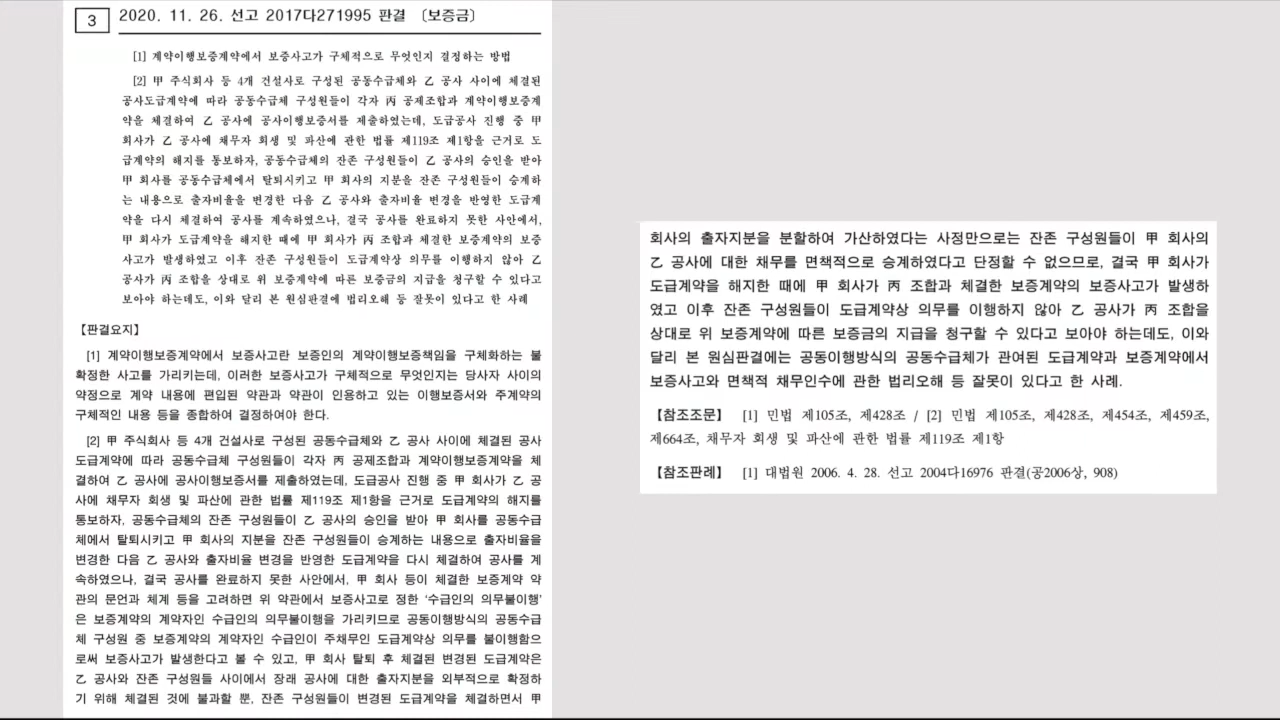 3
2020. 11. 26. 선고 2017다271995 판결 〔보증금〕
[1] 계약이행보증계약에서 보증사고가 구체적으로 무엇인지 결정하는 방법
[2] 甲 주식회사 등 4개 건설사로 구성된 공동수급체와 乙 공사 사이에 체결된
공사도급계약에 따라 공동수급체 구성원들이 각자 丙 공제조합과 계약이행보증계
약을 체결하여 乙 공사에 공사이행보증서를 제출하였는데, 도급공사 진행 중 甲
회사가 乙 공사에 채무자 회생 및 파산에 관한 법률 제119조 제1항을 근거로 도
급계약의 해지를 통보하자, 공동수급체의 잔존 구성원들이 乙 공사의 승인을 받아
甲 회사를 공동수급체에서 탈퇴시키고 甲 회사의 지분을 잔존 구성원들이 승계하
는 내용으로 출자비율을 변경한 다음 乙 공사와 출자비율 변경을 반영한 도급계
약을 다시 체결하여 공사를 계속하였으나, 결국 공사를 완료하지 못한 사안에서,
甲 회사가 도급계약을 해지한 때에 甲 회사가 丙 조합과 체결한 보증계약의 보증
사고가 발생하였고 이후 잔존 구성원들이 도급계약상 의무를 이행하지 않아 乙
공사가 丙 조합을 상대로 위 보증계약에 따른 보증금의 지급을 청구할 수 있다고
보아야 하는데도, 이와 달리 본 원심판결에 법리오해 등 잘못이 있다고 한 사례
【판결요지】
[1] 계약이행보증계약에서 보증사고란 보증인의 계약이행보증책임을 구체화하는 불
확정한 사고를 가리키는데, 이러한 보증사고가 구체적으로 무엇인지는 당사자 사이의
약정으로 계약 내용에 편입된 약관과 약관이 인용하고 있는 이행보증서와 주계약의
구체적인 내용 등을 종합하여 결정하여야 한다.
[2] 甲 주식회사 등 4개 건설사로 구성된 공동수급체와 乙 공사 사이에 체결된 공사
도급계약에 따라 공동수급체 구성원들이 각자 丙 공제조합과 계약이행보증계약을 체
결하여 乙 공사에 공사이행보증서를 제출하였는데, 도급공사 진행 중 甲 회사가 乙 공
사에 채무자 회생 및 파산에 관한 법률 제119조 제1항을 근거로 도급계약의 해지를
통보하자, 공동수급체의 잔존 구성원들이 乙 공사의 승인을 받아 甲 회사를 공동수급
체에서 탈퇴시키고 甲 회사의 지분을 잔존 구성원들이 승계하는 내용으로 출자비율을
변경한 다음 乙 공사와 출자비율 변경을 반영한 도급계약을 다시 체결하여 공사를 계
속하였으나, 결국 공사를 완료하지 못한 사안에서, 甲 회사 등이 체결한 보증계약 약
관의 문언과 체계 등을 고려하면 위 약관에서 보증사고로 정한 ‘수급인의 의무불이행’
은 보증계약의 계약자인 수급인의 의무불이행을 가리키므로 공동이행방식의 공동수급
체 구성원 중 보증계약의 계약자인 수급인이 주채무인 도급계약상 의무를 불이행함으
로써 보증사고가 발생한다고 볼 수 있고, 甲 회사 탈퇴 후 체결된 변경된 도급계약은
乙 공사와 잔존 구성원들 사이에서 장래 공사에 대한 출자지분을 외부적으로 확정하
기 위해 체결된 것에 불과할 뿐, 잔존 구성원들이 변경된 도급계약을 체결하면서 甲
회사의 출자지분을 분할하여 가산하였다는 사정만으로는 잔존 구성원들이 甲 회사의
乙 공사에 대한 채무를 면책적으로 승계하였다고 단정할 수 없으므로, 결국 甲 회사가
도급계약을 해지한 때에 甲 회사가 丙 조합과 체결한 보증계약의 보증사고가 발생하
였고 이후 잔존 구성원들이 도급계약상 의무를 이행하지 않아 乙 공사가 丙 조합을
상대로 위 보증계약에 따른 보증금의 지급을 청구할 수 있다고 보아야 하는데도, 이와
달리 본 원심판결에는 공동이행방식의 공동수급체가 관여된 도급계약과 보증계약에서
보증사고와 면책적 채무인수에 관한 법리오해 등 잘못이 있다고 한 사례.
【참조조문】 [1] 민법 제105조, 제428조 / [2] 민법 제105조, 제428조, 제454조, 제459조,
제664조, 채무자 회생 및 파산에 관한 법률 제119조 제1항
【참조판례】 [1] 대법원 2006. 4. 28. 선고 2004다16976 판결(공2006상, 908)